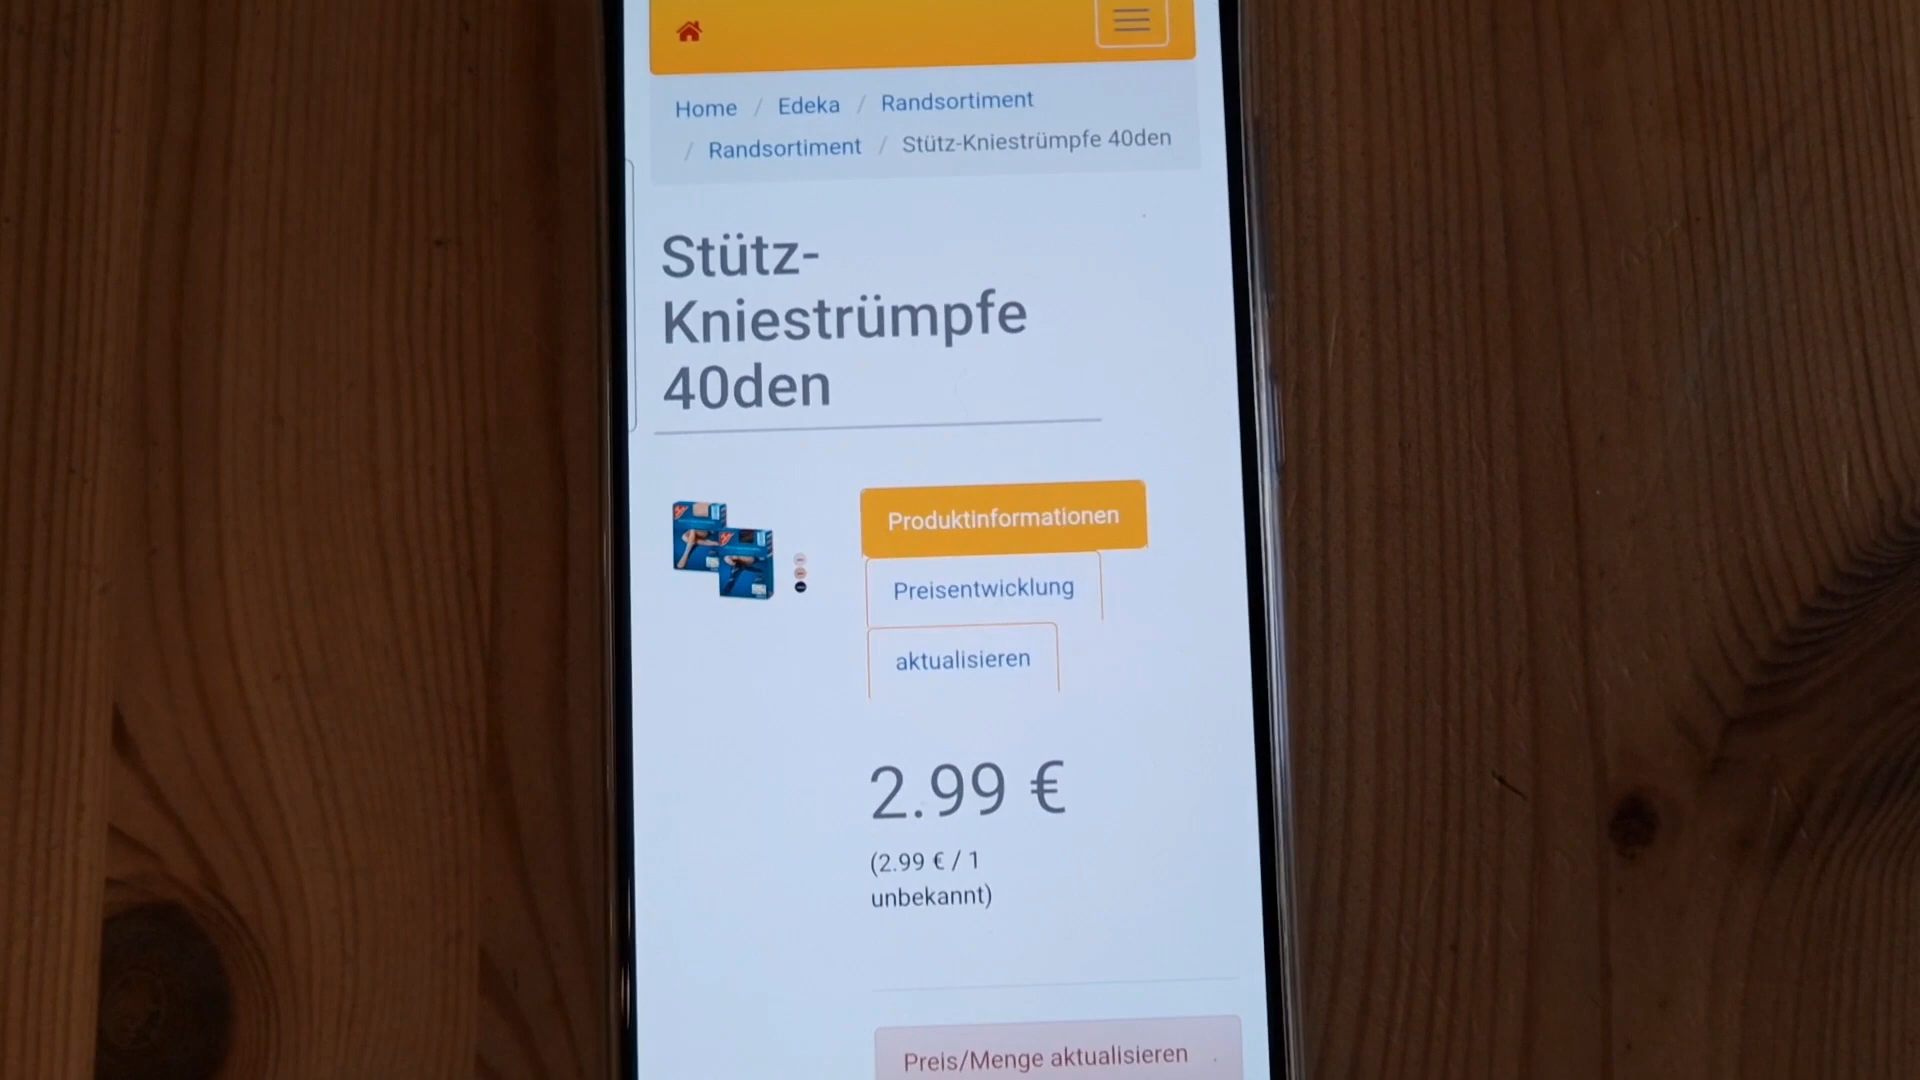 Home / Edeka / Randsortiment
/ Randsortiment / Stütz-Kniestrümpfe 40den
Stütz-
Kniestrümpfe
40den
Produktinformationen
Preisentwicklung
aktualisieren
2.99 €
(2.99 € / 1
unbekannt)
Preis/Menge aktualisieren